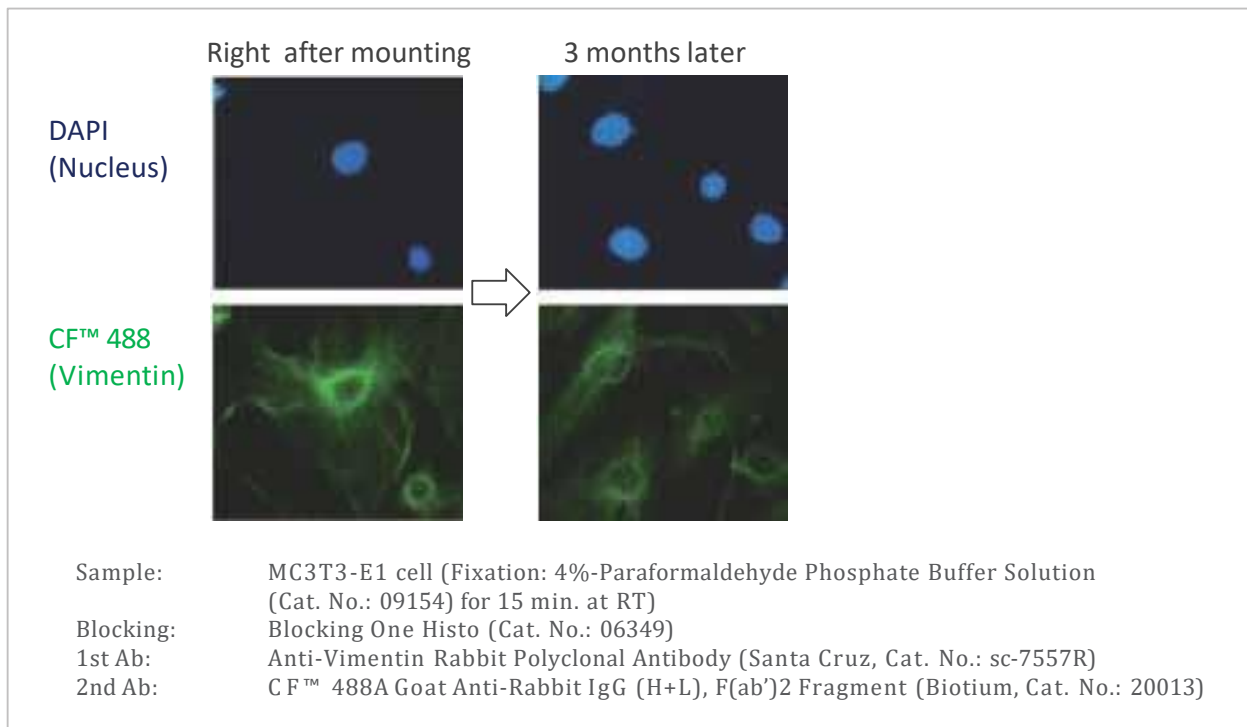 Right after mounting
3 months later
DAPI
(Nucleus)
CF™ 488
(Vimentin)
Sample: MC3T3-E1 cell (Fixation: 4%-Paraformaldehyde Phosphate Buffer Solution
(Cat. No.: 09154) for 15 min. at RT)
Blocking: Blocking One Histo (Cat. No.: 06349)
1st Ab: Anti-Vimentin Rabbit Polyclonal Antibody (Santa Cruz, Cat. No.: sc-7557R)
2nd Ab: CF™ 488A Goat Anti-Rabbit IgG (H+L), F(ab’)2 Fragment (Biotium, Cat. No.: 20013)